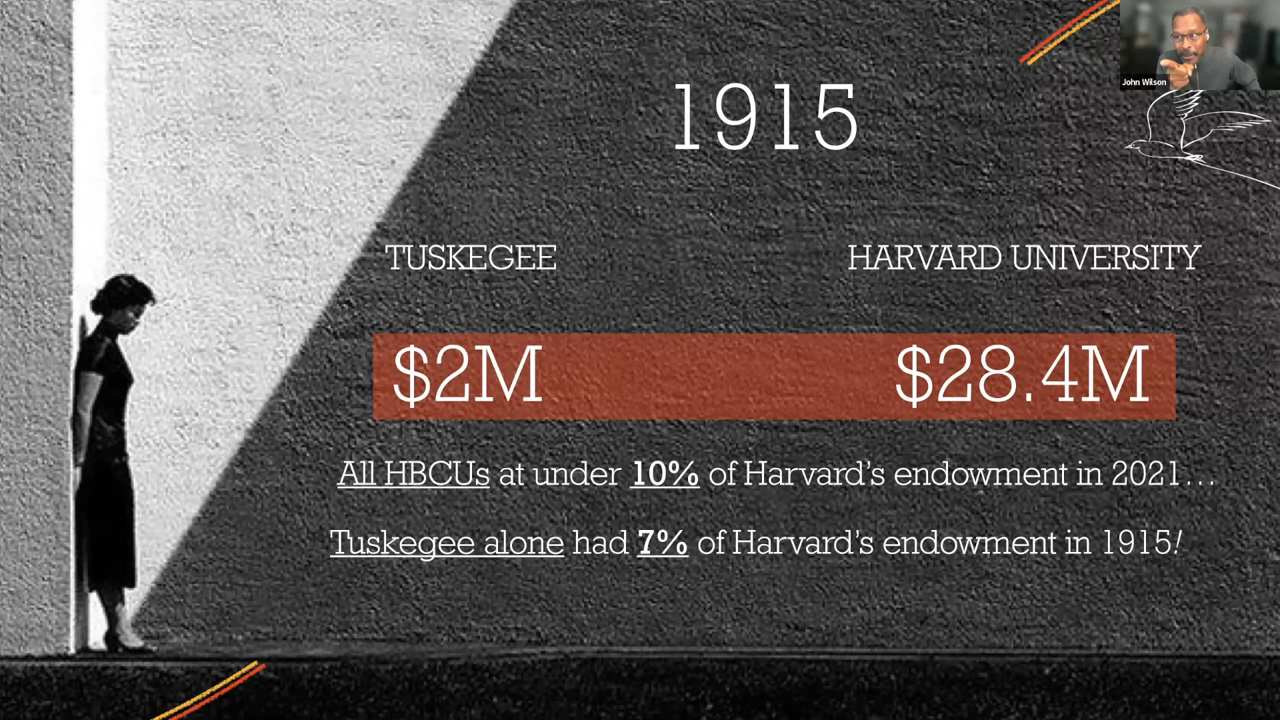 John Wilson
1915
TUSKEGEE HARVARD UNIVERSITY
$2M $28.4M
All HBCUs at under 10% of Harvard's endowment in 2021...
Tuskegee alone had 7% of Harvard's endowment in 1915!